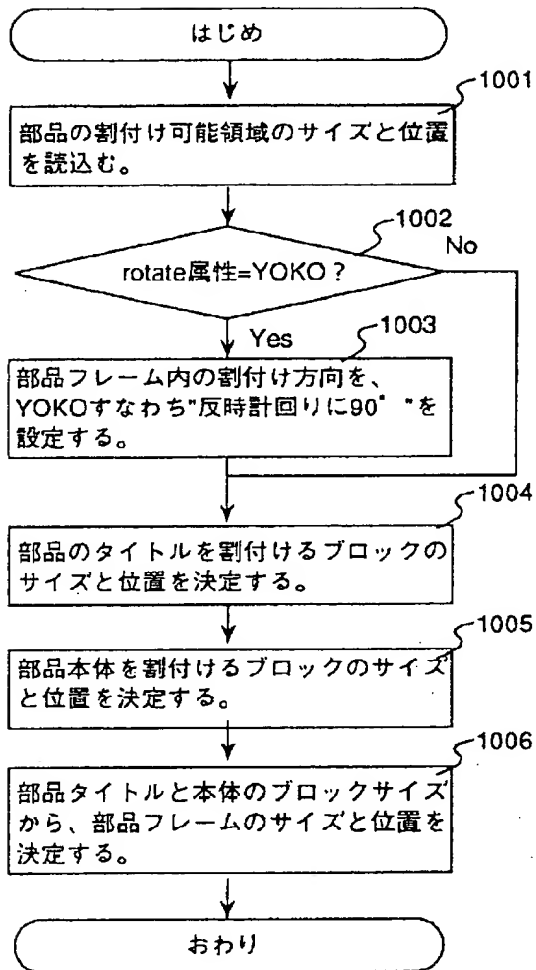 はじめ
1001
部品の割付け可能領域のサイズと位置
を読込む。
1002
rotate属性=YOKO？
No
Yes
1003
部品フレーム内の割付け方向を、
YOKOすなわち"反時計回りに90°"を
設定する。
1004
部品のタイトルを割付けるブロックの
サイズと位置を決定する。
1005
部品本体を割付けるブロックのサイズ
と位置を決定する。
1006
部品タイトルと本体のブロックサイズ
から、部品フレームのサイズと位置を
決定する。
おわり